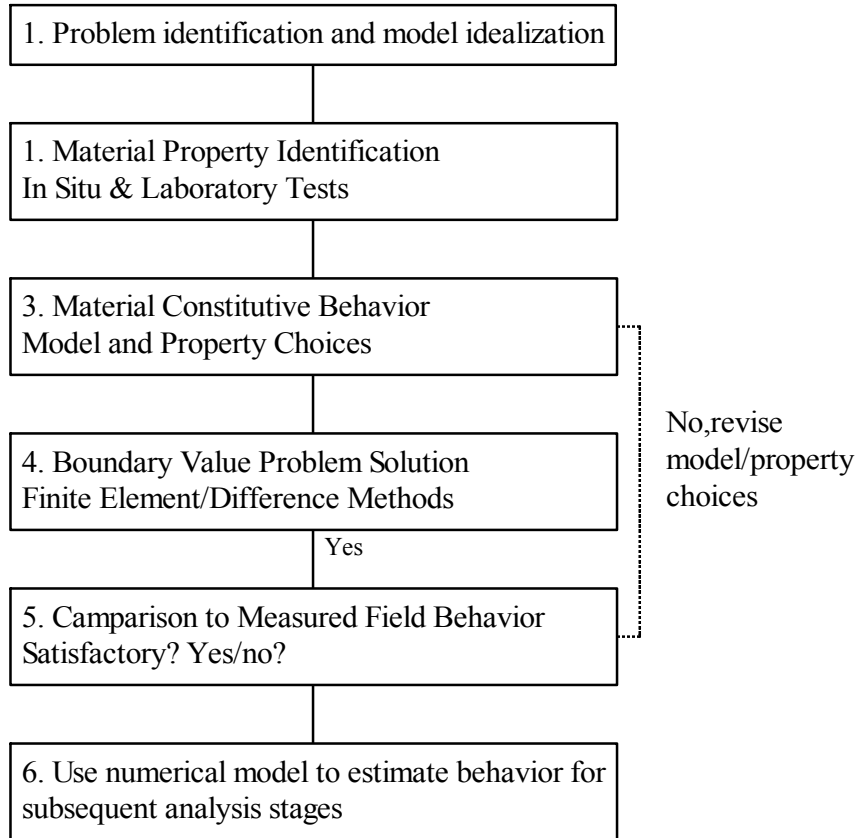 1. Problem identification and model idealization
1. Material Property Identification
In Situ & Laboratory Tests
3. Material Constitutive Behavior
Model and Property Choices
No,revise
model/property
choices
4. Boundary Value Problem Solution
Finite Element/Difference Methods
Yes
5. Camparison to Measured Field Behavior
Satisfactory? Yes/no?
6. Use numerical model to estimate behavior for
subsequent analysis stages